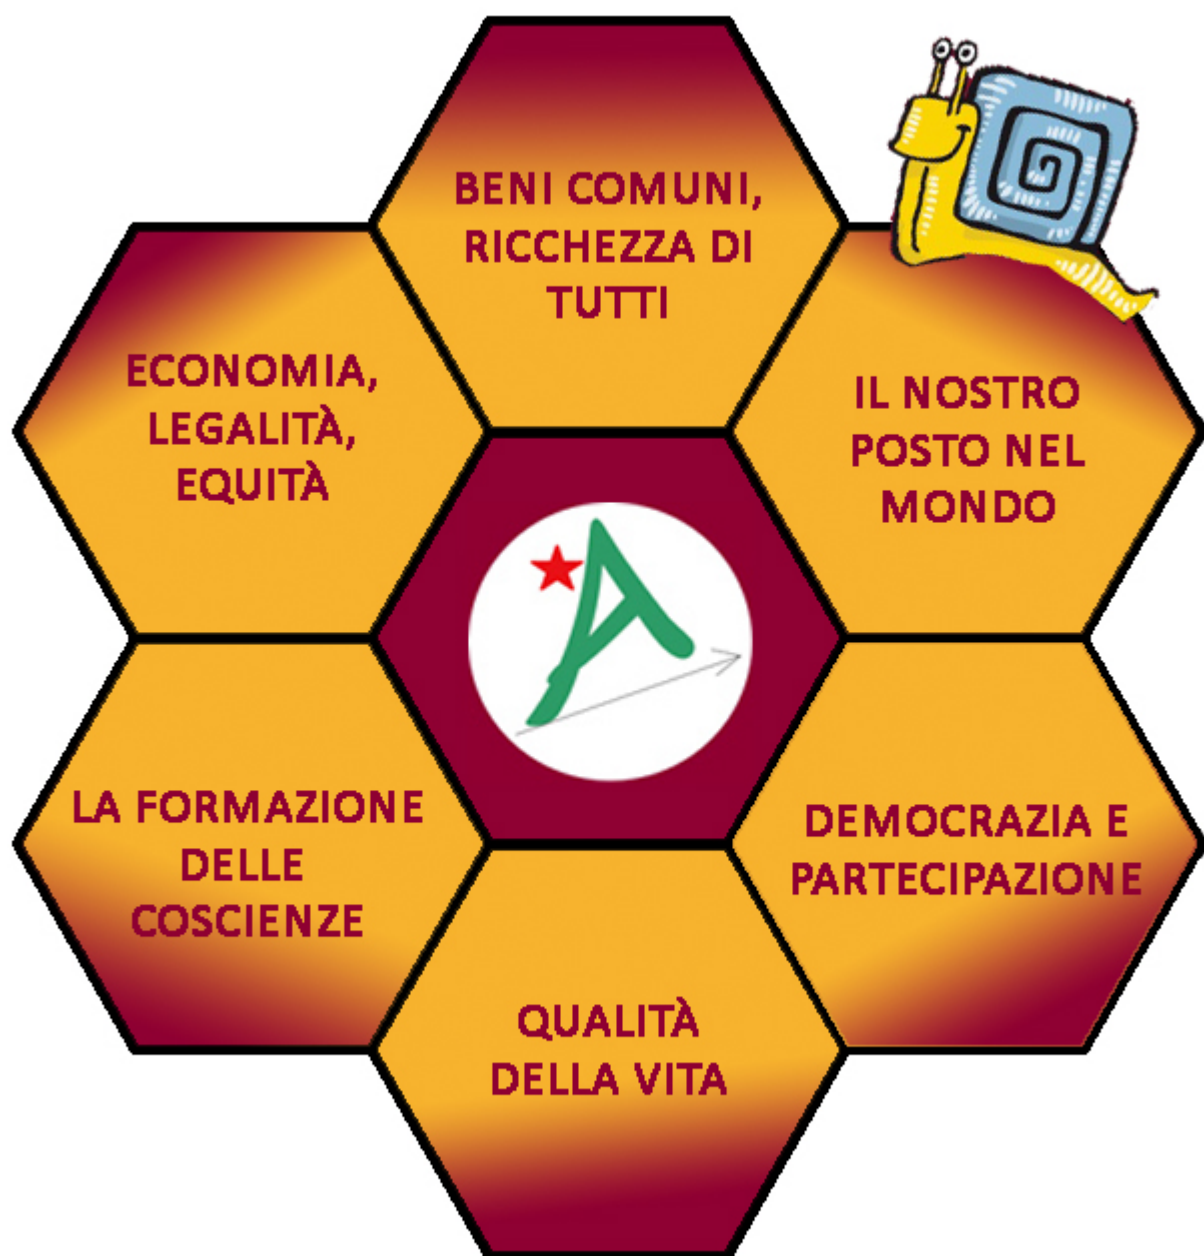 BENI COMUNI,
RICCHEZZA DI
TUTTI
ECONOMIA,
LEGALITÀ,
EQUITÀ
IL NOSTRO
POSTO NEL
MONDO
A
LA FORMAZIONE
DELLE
COSCIENZE
DEMOCRAZIA E
PARTECIPAZIONE
QUALITÀ
DELLA VITA